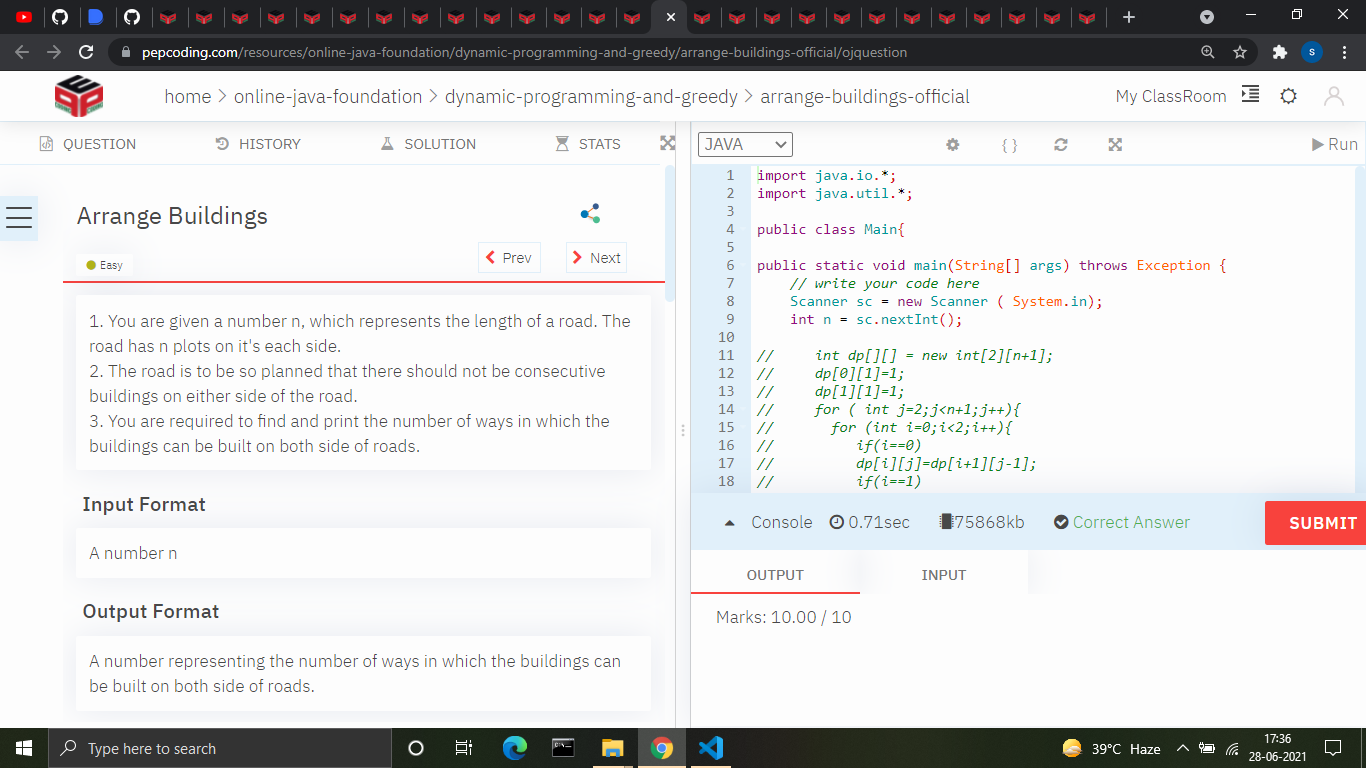 pepcoding.com/resources/online-java-foundation/dynamic-programming-and-greedy/arrange-buildings-official/ojquestion
S
home > online-java-foundation > dynamic-programming-and-greedy > arrange-buildings-official
My ClassRoom
QUESTION HISTORY SOLUTION STATS
Arrange Buildings
Easy
Prev
Next
1. You are given a number n, which represents the length of a road. The
road has n plots on it's each side.
2. The road is to be so planned that there should not be consecutive
buildings on either side of the road.
3. You are required to find and print the number of ways in which the
buildings can be built on both side of roads.
Input Format
A number n
Output Format
A number representing the number of ways in which the buildings can
be built on both side of roads.
JAVA
{ }
Run
1 import java.io.*;
2 import java.util.*;
3
4 public class Main{
5
6 public static void main(String[] args) throws Exception {
7 // write your code here
8 Scanner sc = new Scanner ( System.in);
9 int n = sc.nextInt();
10
11 // int dp[][] = new int[2][n+1];
12 // dp[0][1]=1;
13 // dp[1][1]=1;
14 // for ( int j=2;j<n+1;j++){
15 // for (int i=0;i<2;i++){
16 // if(i==0)
17 // dp[i][j]=dp[i+1][j-1];
18 // if(i==1)
Console 0.71sec 75868kb Correct Answer
SUBMIT
OUTPUT INPUT
Marks: 10.00 / 10
Type here to search
39°C Haze
17:36
28-06-2021